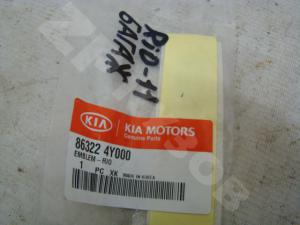 RIO-11
БАГАЖ
KIA
KIA MOTORS
Genuine Parts
86322 4Y000
EMBLEM-RIO
1 PC XK MADE IN KOREA